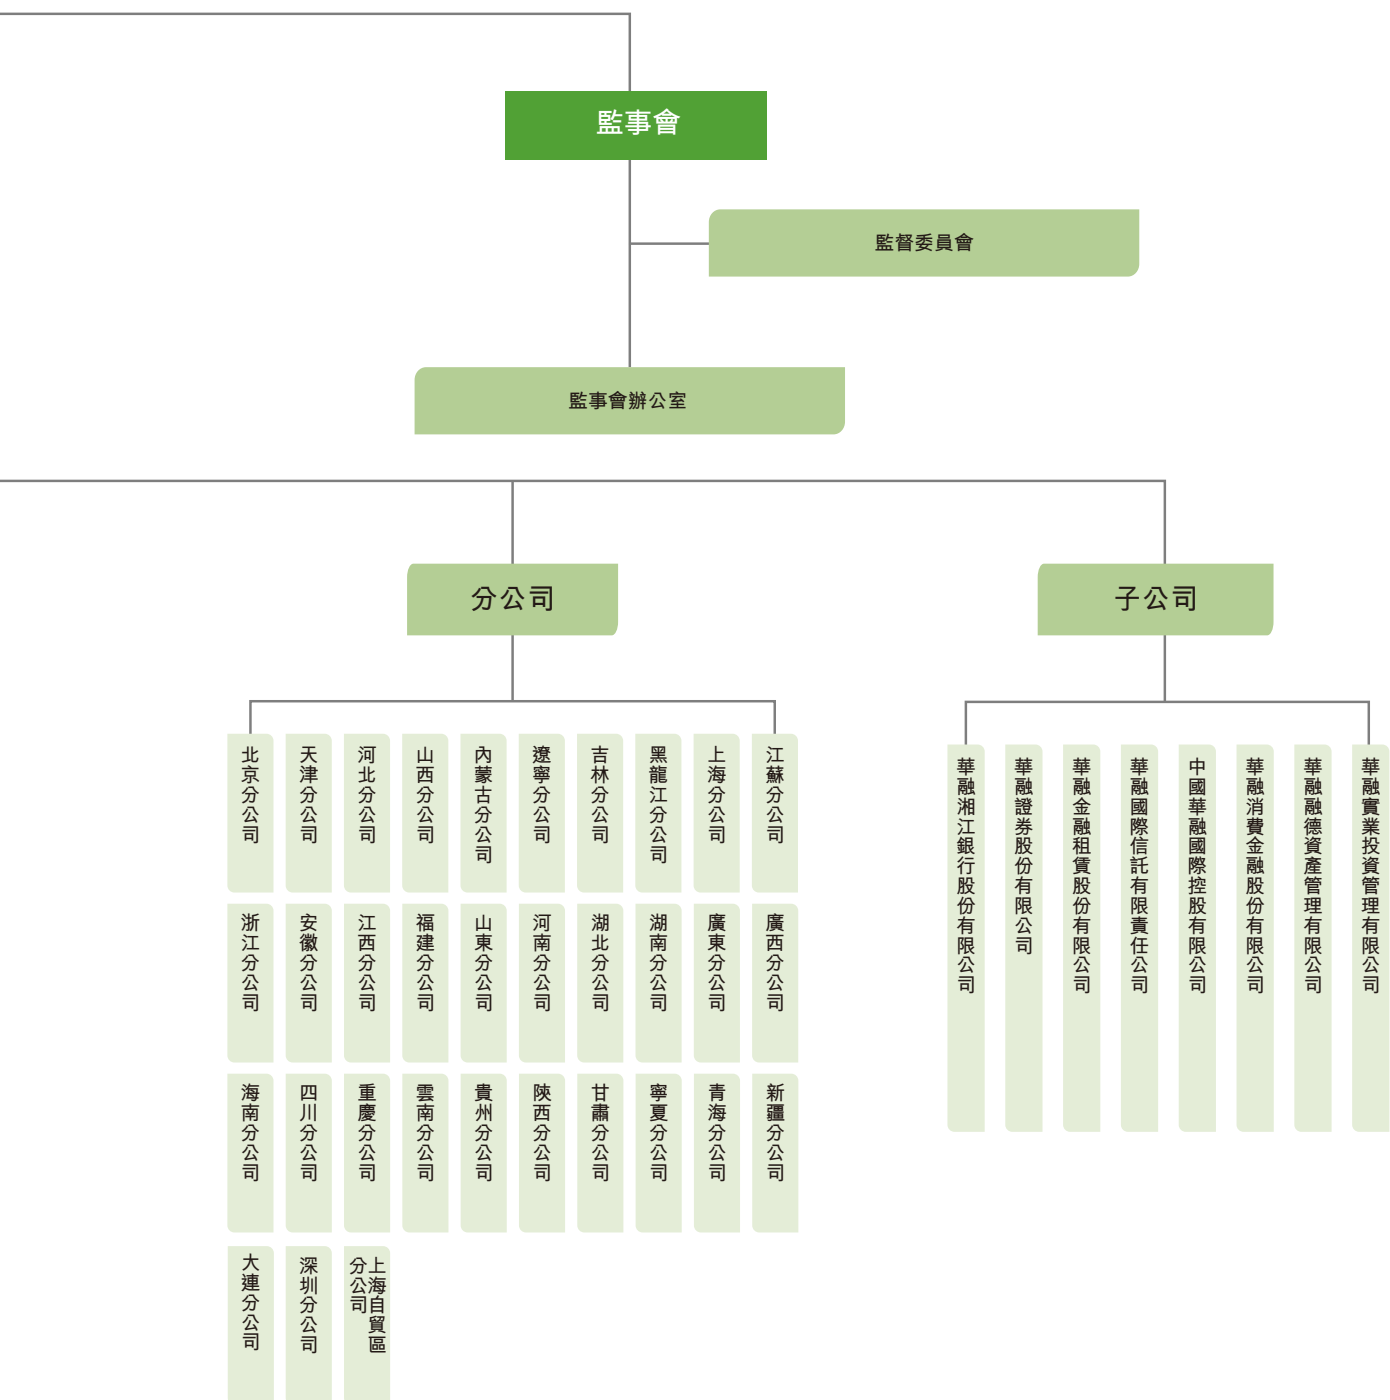 監事會
監督委員會
監事會辦公室
分公司
子公司
北京分公司
天津分公司
河北分公司
山西分公司
內蒙古分公司
遼寧分公司
吉林分公司
黑龍江分公司
上海分公司
江蘇分公司
浙江分公司
安徽分公司
江西分公司
福建分公司
山東分公司
河南分公司
湖北分公司
湖南分公司
廣東分公司
廣西分公司
海南分公司
四川分公司
重慶分公司
雲南分公司
貴州分公司
陝西分公司
甘肅分公司
寧夏分公司
青海分公司
新疆分公司
大連分公司
深圳分公司
上海自貿區
分公司
華融湘江銀行股份有限公司
華融證券股份有限公司
華融金融租賃股份有限公司
華融國際信託有限責任公司
中國華融國際控股有限公司
華融消費金融股份有限公司
華融融德資產管理有限公司
華融實業投資管理有限公司